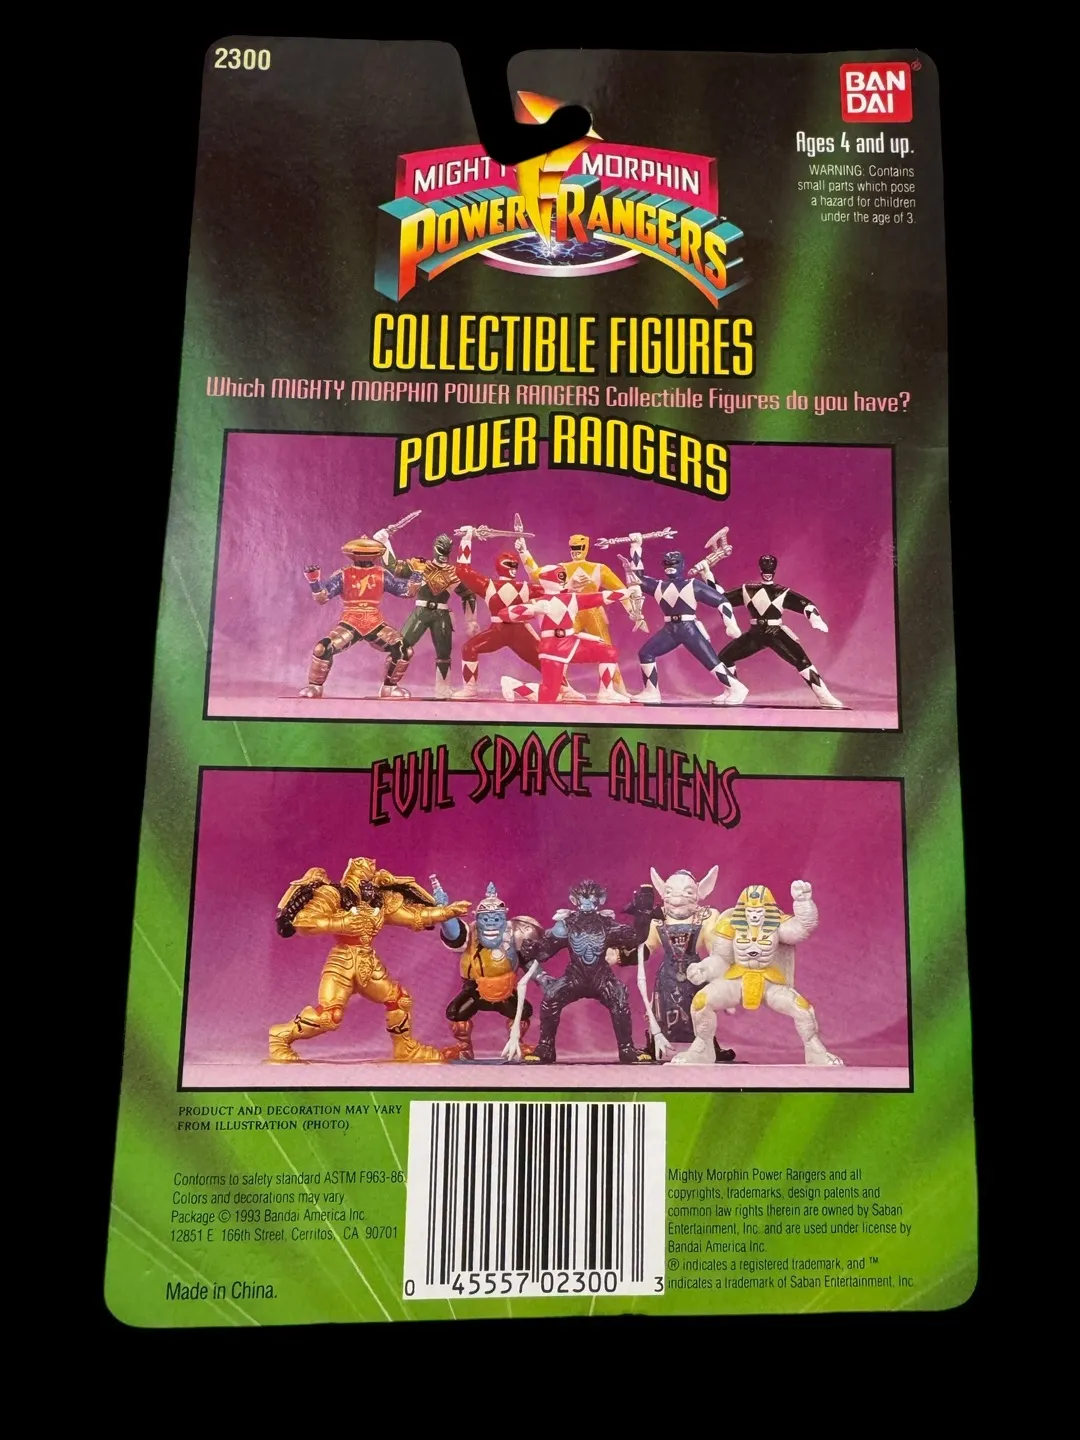 2300
BAN
DAI
®
Ages 4 and up.
WARNING: Contains
small parts which pose
a hazard for children
under the age of 3.
MIGHTY MORPHIN
POWER RANGERS
™
COLLECTIBLE FIGURES
Which MIGHTY MORPHIN POWER RANGERS Collectible Figures do you have?
POWER RANGERS
EVIL SPACE ALIENS
PRODUCT AND DECORATION MAY VARY
FROM ILLUSTRATION (PHOTO)
Conforms to safety standard ASTM F963-86.
Colors and decorations may vary.
Package © 1993 Bandai America Inc.
12851 E. 166th Street, Cerritos, CA 90701
Made in China.
0 45557 02300 3
Mighty Morphin Power Rangers and all
copyrights, trademarks, design patents and
common law rights therein are owned by Saban
Entertainment, Inc. and are used under license by
Bandai America Inc.
® indicates a registered trademark, and ™
indicates a trademark of Saban Entertainment, Inc.